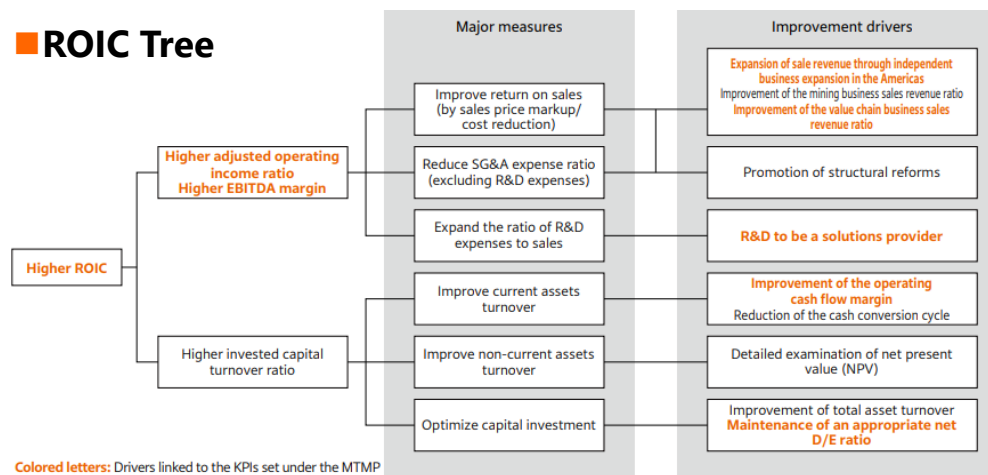 ■ROIC Tree
Major measures
Improvement drivers
Higher ROIC
Higher adjusted operating
income ratio
Higher EBITDA margin
Higher invested capital
turnover ratio
Improve return on sales
(by sales price markup/
cost reduction)
Reduce SG&A expense ratio
(excluding R&D expenses)
Expand the ratio of R&D
expenses to sales
Improve current assets
turnover
Improve non-current assets
turnover
Optimize capital investment
Expansion of sale revenue through independent
business expansion in the Americas
Improvement of the mining business sales revenue ratio
Improvement of the value chain business sales
revenue ratio
Promotion of structural reforms
R&D to be a solutions provider
Improvement of the operating
cash flow margin
Reduction of the cash conversion cycle
Detailed examination of net present
value (NPV)
Improvement of total asset turnover
Maintenance of an appropriate net
D/E ratio
Colored letters: Drivers linked to the KPIs set under the MTMP